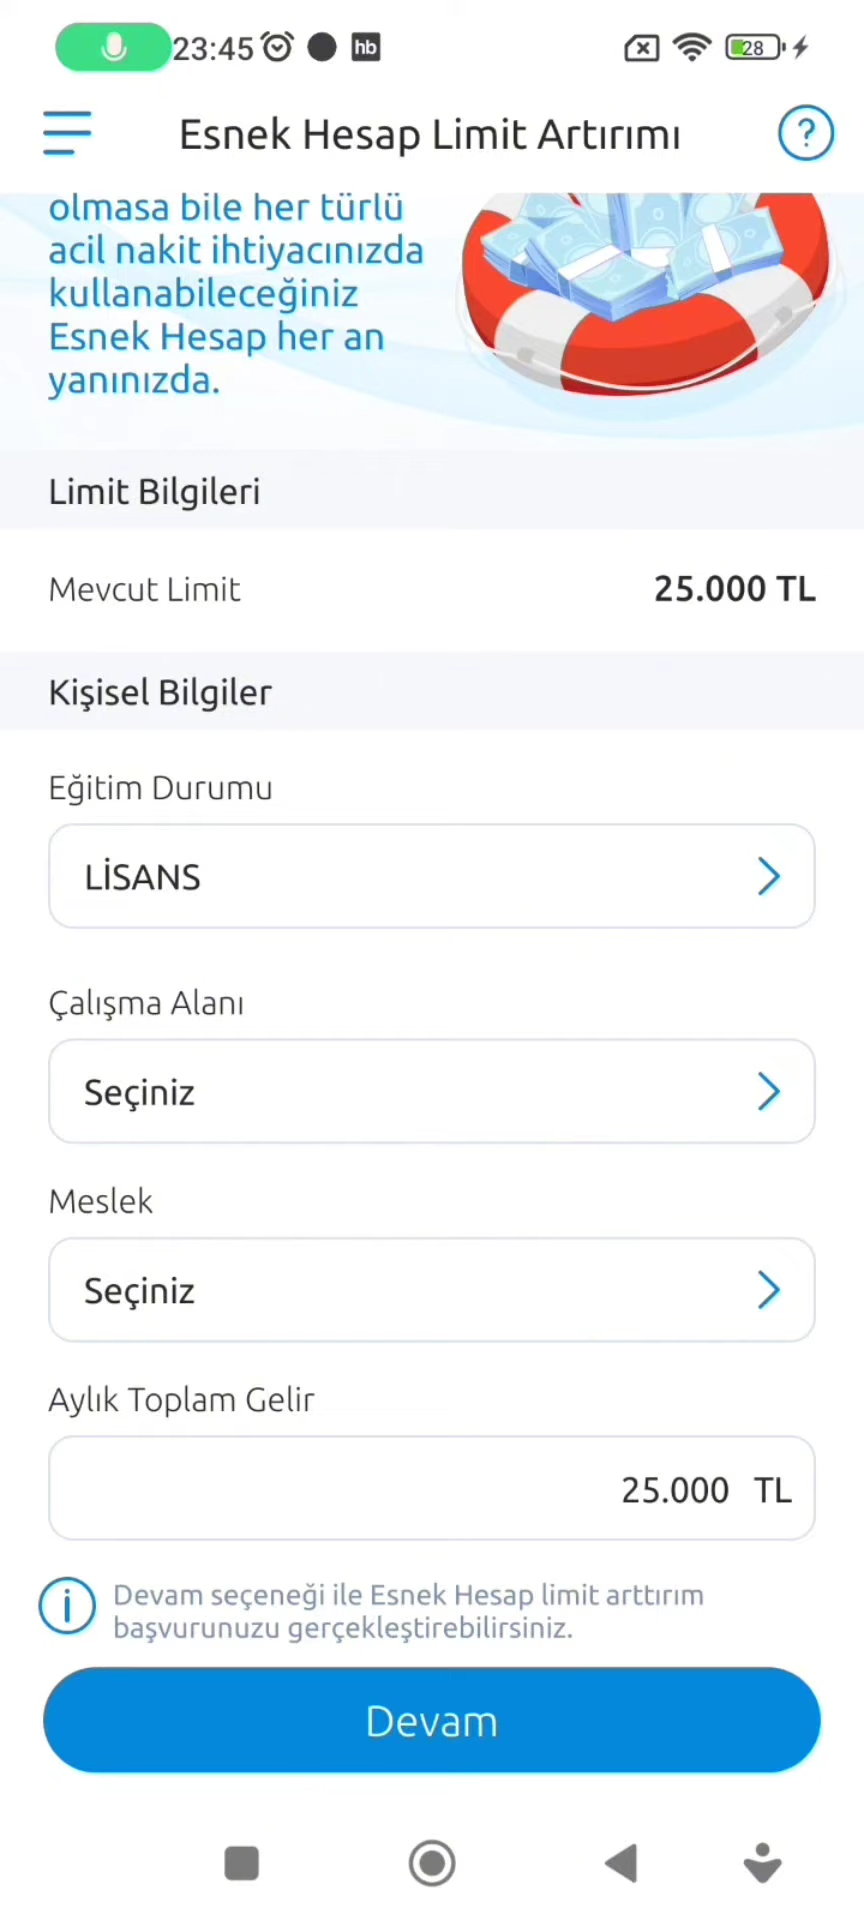 23:45
hb
28
Esnek Hesap Limit Artırımı
?
olmasa bile her türlü
acil nakit ihtiyacınızda
kullanabileceğiniz
Esnek Hesap her an
yanınızda.
Limit Bilgileri
Mevcut Limit 25.000 TL
Kişisel Bilgiler
Eğitim Durumu
LİSANS
Çalışma Alanı
Seçiniz
Meslek
Seçiniz
Aylık Toplam Gelir
25.000 TL
i
Devam seçeneği ile Esnek Hesap limit arttırım
başvurunuzu gerçekleştirebilirsiniz.
Devam